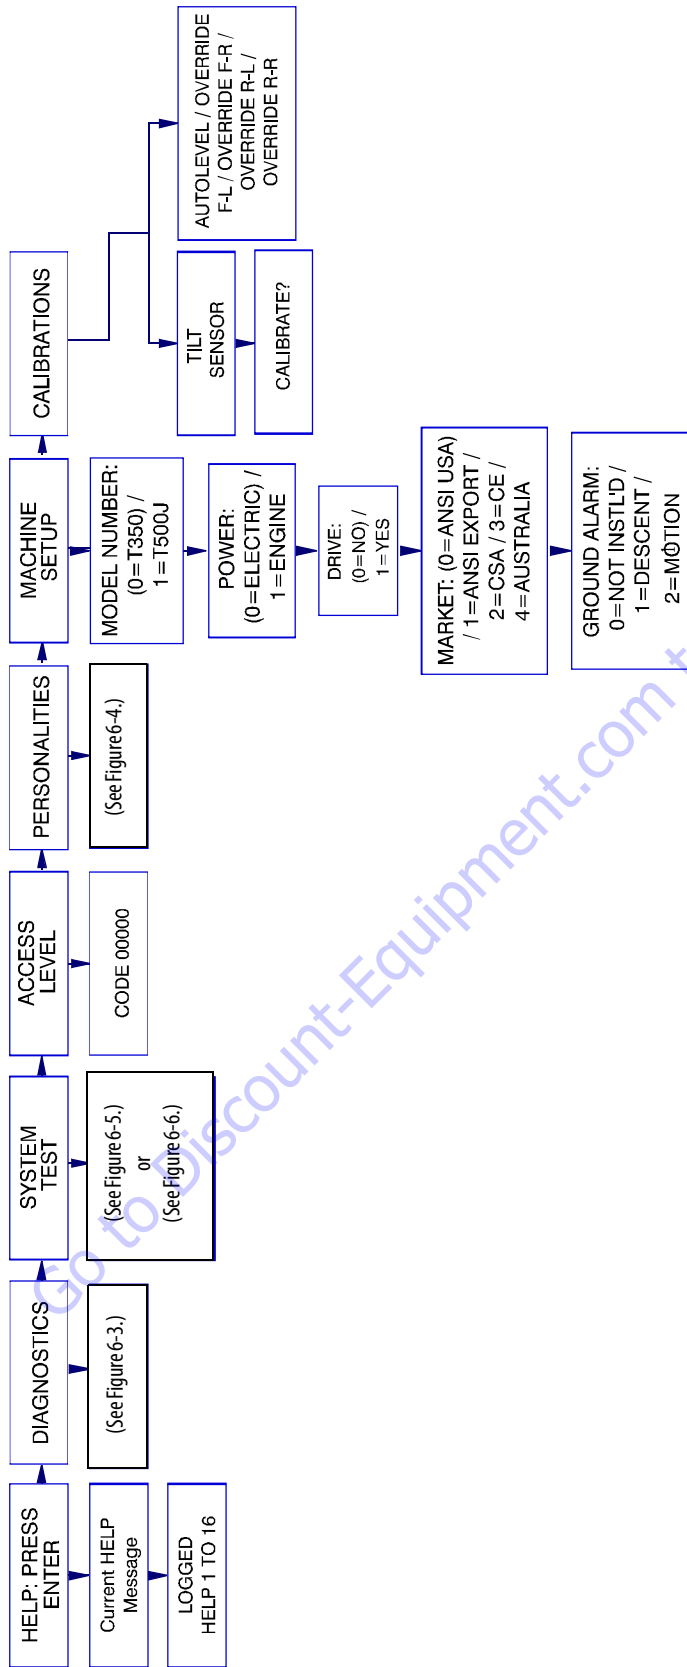 HELP: PRESS
ENTER
Current HELP
Message
LOGGED
HELP 1 TO 16
DIAGNOSTICS
(See Figure 6-3.)
SYSTEM
TEST
(See Figure 6-5.)
or
(See Figure 6-6.)
ACCESS
LEVEL
CODE 00000
PERSONALITIES
(See Figure 6-4.)
MACHINE
SETUP
MODEL NUMBER:
(0=T350) /
1=T500J
POWER:
(0=ELECTRIC) /
1=ENGINE
DRIVE:
(0=NO) /
1=YES
MARKET: (0=ANSI USA)
/ 1=ANSI EXPORT /
2=CSA / 3=CE /
4=AUSTRALIA
GROUND ALARM:
0=NOT INSTL'D /
1=DESCENT /
2=MOTION
CALIBRATIONS
TILT
SENSOR
CALIBRATE?
AUTOLEVEL / OVERRIDE
F-L / OVERRIDE F-R /
OVERRIDE R-L /
OVERRIDE R-R
Go to Discount-Equipment.com t